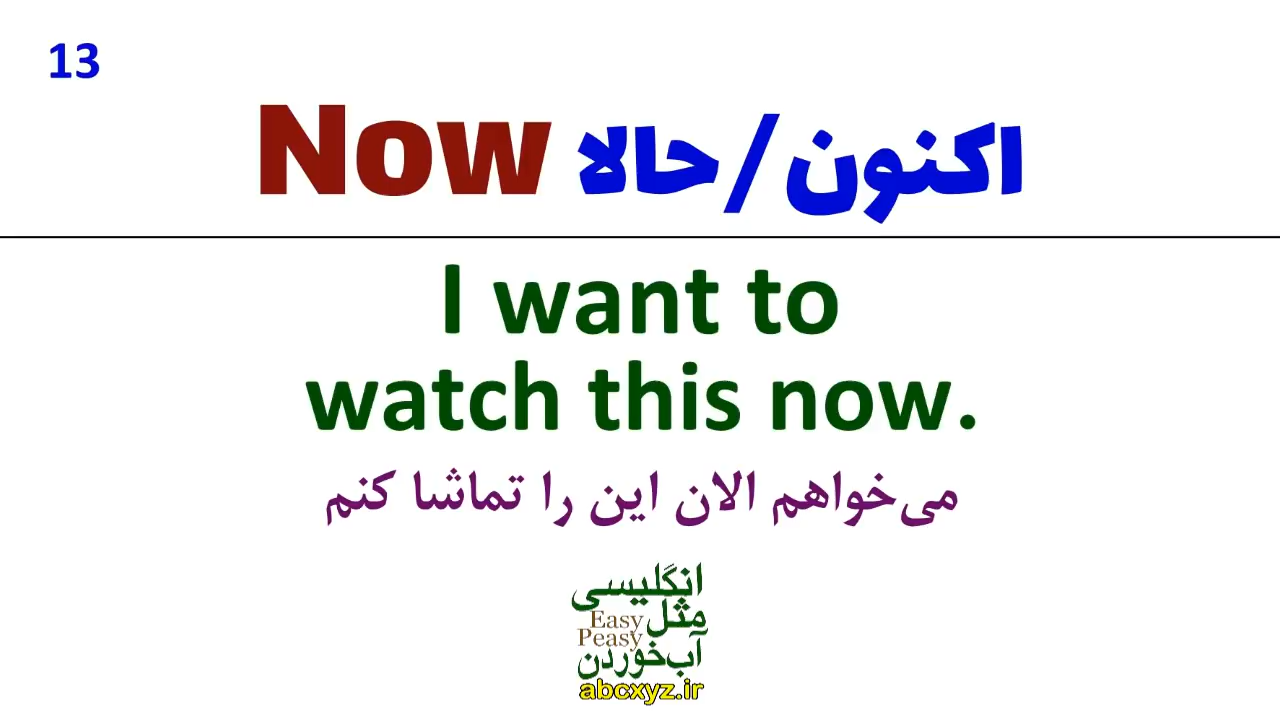 13
Now اکنون/حالا
I want to
watch this now.
می‌خواهم الان این را تماشا کنم
انگلیسی
مثل
Easy
Peasy
آب‌خوردن
abcxyz.ir